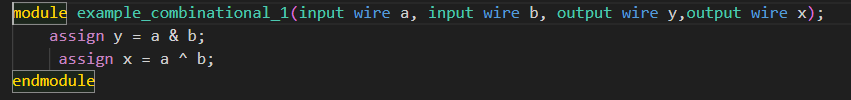 module example_combinational_1(input wire a, input wire b, output wire y,output wire x);
assign y = a & b;
assign x = a ^ b;
endmodule